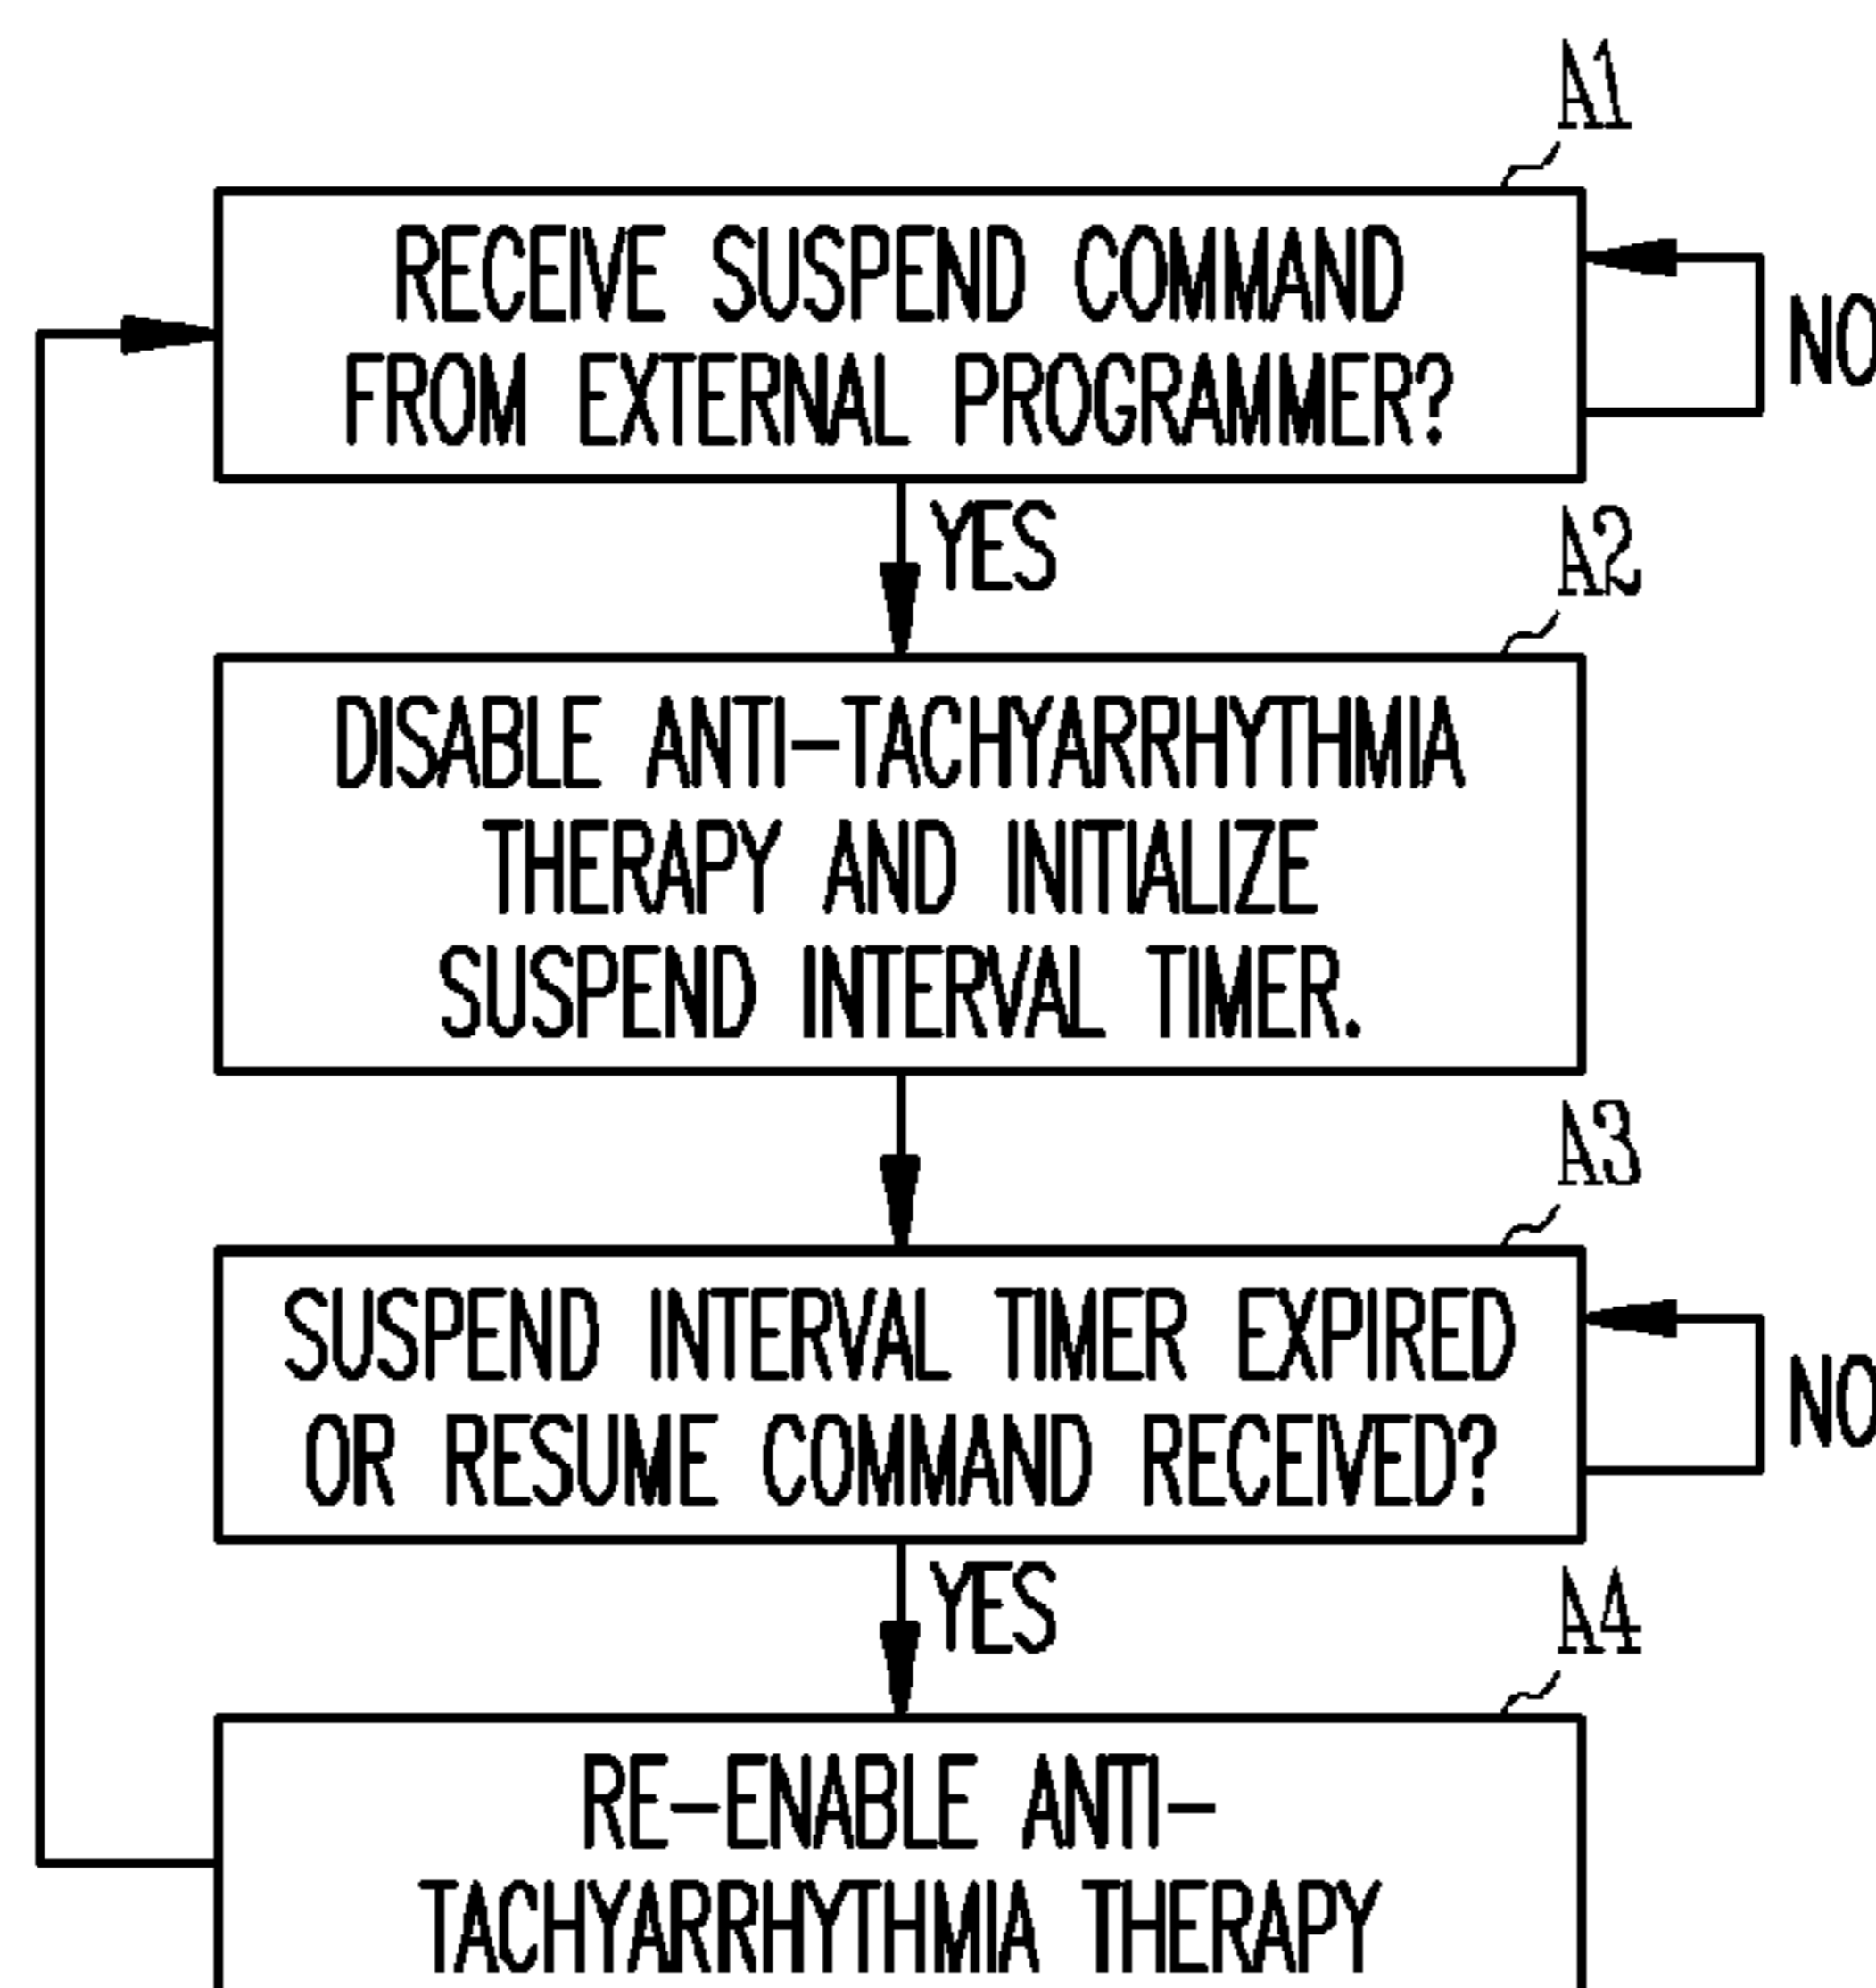 A1
RECEIVE SUSPEND COMMAND
FROM EXTERNAL PROGRAMMER?
NO
YES
A2
DISABLE ANTI-TACHYARRHYTHMIA
THERAPY AND INITIALIZE
SUSPEND INTERVAL TIMER.
A3
SUSPEND INTERVAL TIMER EXPIRED
OR RESUME COMMAND RECEIVED?
NO
YES
A4
RE-ENABLE ANTI-
TACHYARRHYTHMIA THERAPY